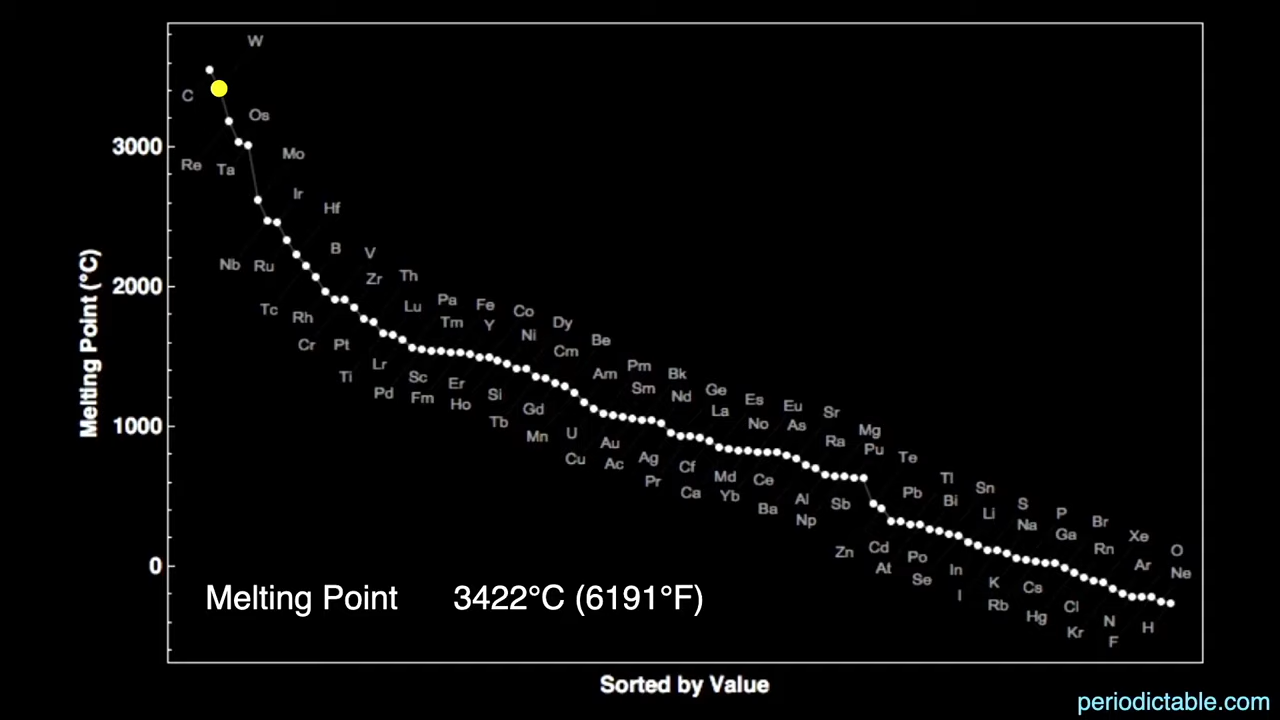 W
C
Os
3000
Re
Ta
Mo
Ir
Hf
Nb
Ru
B
V
Zr
Th
2000
Tc
Rh
Lu
Pa
Fe
Co
Tm
Y
Ni
Dy
Cr
Pt
Cm
Be
Ti
Lr
Am
Pm
Bk
Pd
Sc
Er
Si
Sm
Nd
Ge
Fm
Ho
Gd
La
Es
Eu
Sr
Tb
Mn
U
Au
No
As
Ra
Mg
1000
Cu
Ac
Ag
Cf
Pu
Te
Pr
Md
Ce
Pb
Tl
Sn
Ca
Yb
Al
Sb
Bi
Li
S
P
Br
Ba
Np
Na
Ga
Xe
Zn
Cd
Po
Rn
O
0
At
Se
In
Ar
Ne
I
K
Cs
Rb
Hg
Cl
N
H
Kr
F
Melting Point (°C)
Melting Point 3422°C (6191°F)
Sorted by Value
periodictable.com